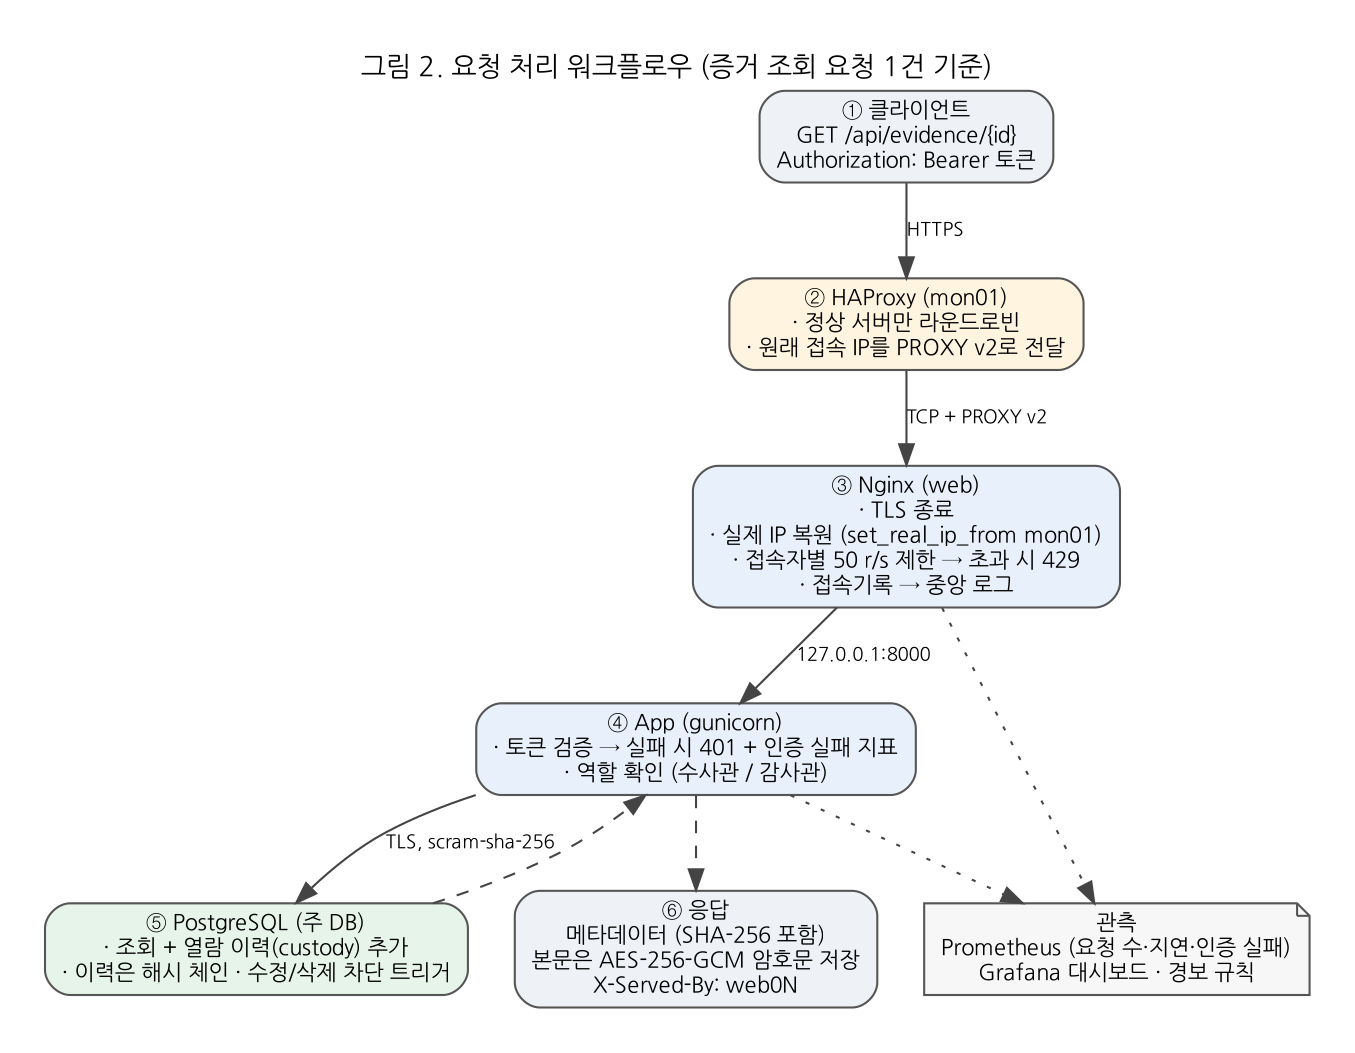 그림 2. 요청 처리 워크플로우 (증거 조회 요청 1건 기준)
① 클라이언트
GET /api/evidence/{id}
Authorization: Bearer 토큰
HTTPS
② HAProxy (mon01)
· 정상 서버만 라운드로빈
· 원래 접속 IP를 PROXY v2로 전달
TCP + PROXY v2
③ Nginx (web)
· TLS 종료
· 실제 IP 복원 (set_real_ip_from mon01)
· 접속자별 50 r/s 제한 → 초과 시 429
· 접속기록 → 중앙 로그
127.0.0.1:8000
④ App (gunicorn)
· 토큰 검증 → 실패 시 401 + 인증 실패 지표
· 역할 확인 (수사관 / 감사관)
TLS, scram-sha-256
⑤ PostgreSQL (주 DB)
· 조회 + 열람 이력(custody) 추가
· 이력은 해시 체인 · 수정/삭제 차단 트리거
⑥ 응답
메타데이터 (SHA-256 포함)
본문은 AES-256-GCM 암호문 저장
X-Served-By: web0N
관측
Prometheus (요청 수·지연·인증 실패)
Grafana 대시보드 · 경보 규칙